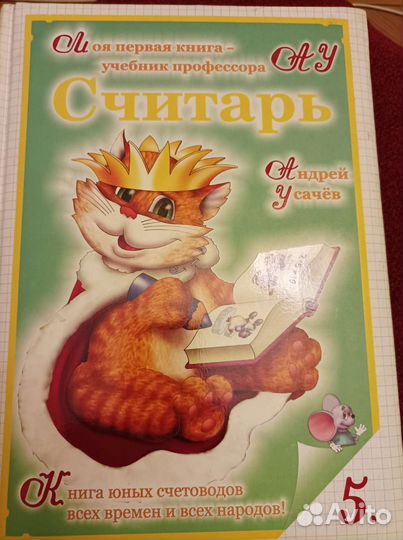 Моя первая книга –
учебник профессора
АУ
Считарь
Андрей
Усачёв
Книга юных счетоводов
всех времен и всех народов!
5.
Avito